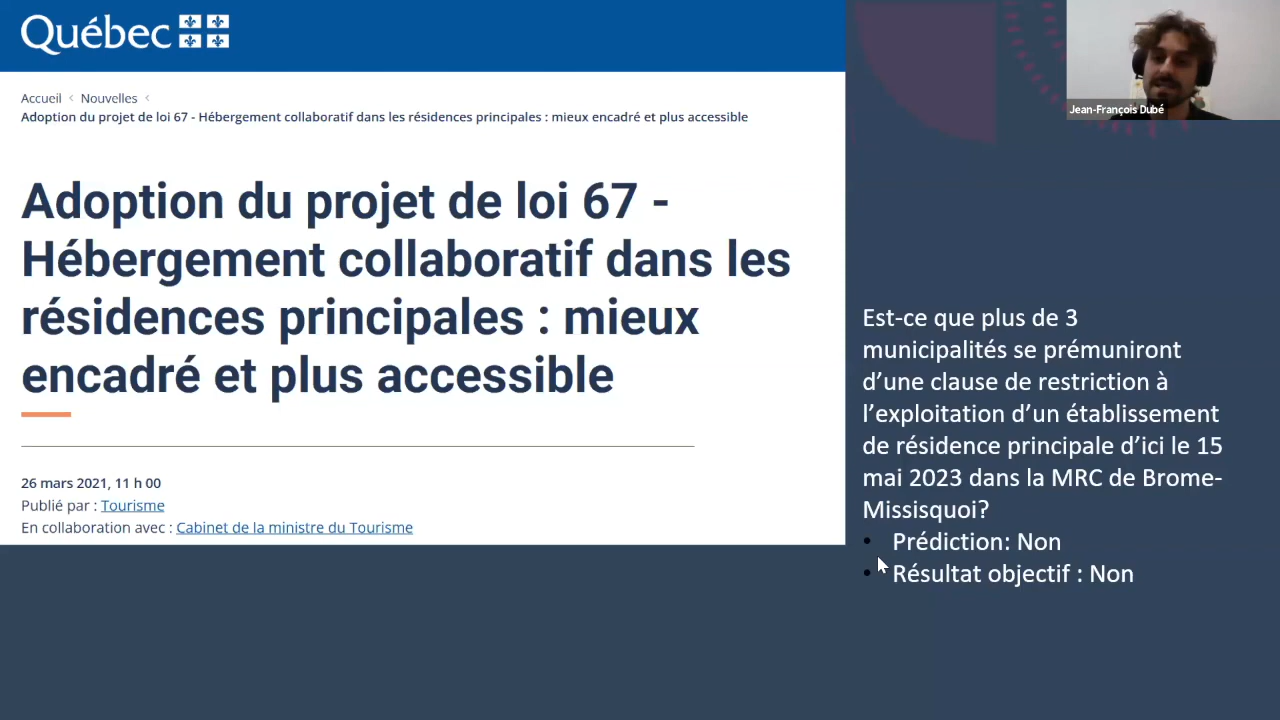 Québec
Accueil < Nouvelles <
Adoption du projet de loi 67 - Hébergement collaboratif dans les résidences principales : mieux encadré et plus accessible
Adoption du projet de loi 67 -
Hébergement collaboratif dans les
résidences principales : mieux
encadré et plus accessible
26 mars 2021, 11 h 00
Publié par : Tourisme
En collaboration avec : Cabinet de la ministre du Tourisme
Jean-François Dubé
Est-ce que plus de 3
municipalités se prémuniront
d’une clause de restriction à
l’exploitation d’un établissement
de résidence principale d’ici le 15
mai 2023 dans la MRC de Brome-
Missisquoi?
• Prédiction: Non
• Résultat objectif : Non